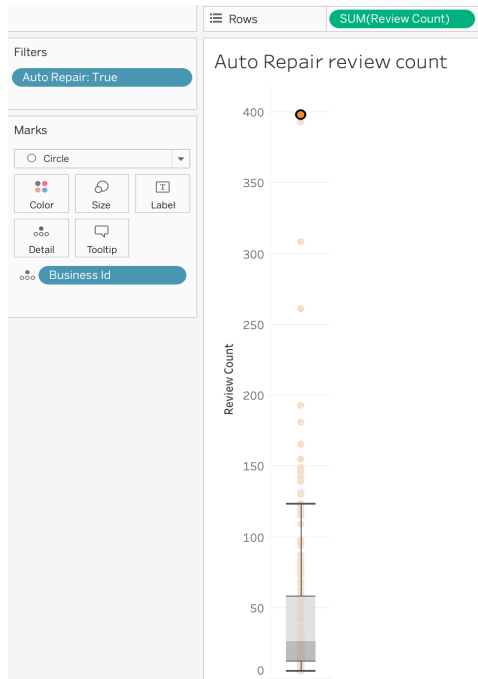 Rows
SUM(Review Count)
Filters
Auto Repair: True
Marks
Circle
Color
Size
T
Label
Detail
Tooltip
Business Id
Auto Repair review count
400
350
300
250
200
150
100
50
0
Review Count